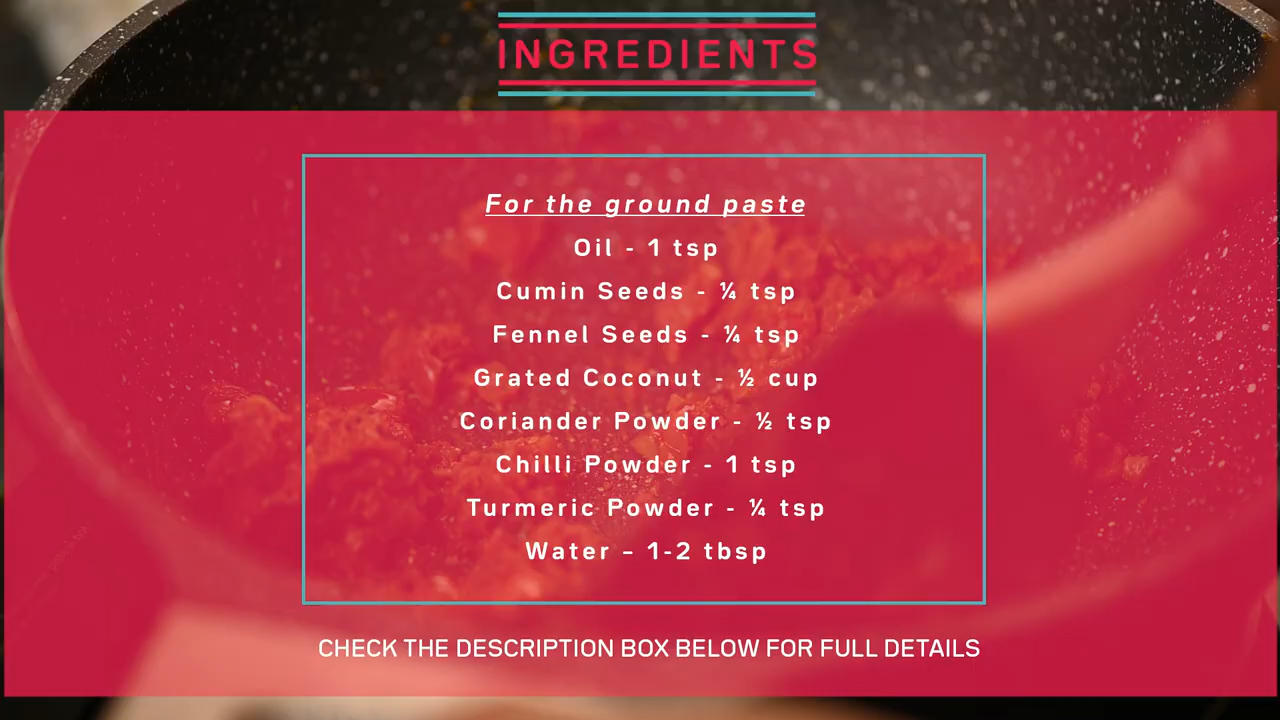 INGREDIENTS
For the ground paste
Oil - 1 tsp
Cumin Seeds - ¼ tsp
Fennel Seeds - ¼ tsp
Grated Coconut - ½ cup
Coriander Powder - ½ tsp
Chilli Powder - 1 tsp
Turmeric Powder - ¼ tsp
Water – 1-2 tbsp
CHECK THE DESCRIPTION BOX BELOW FOR FULL DETAILS